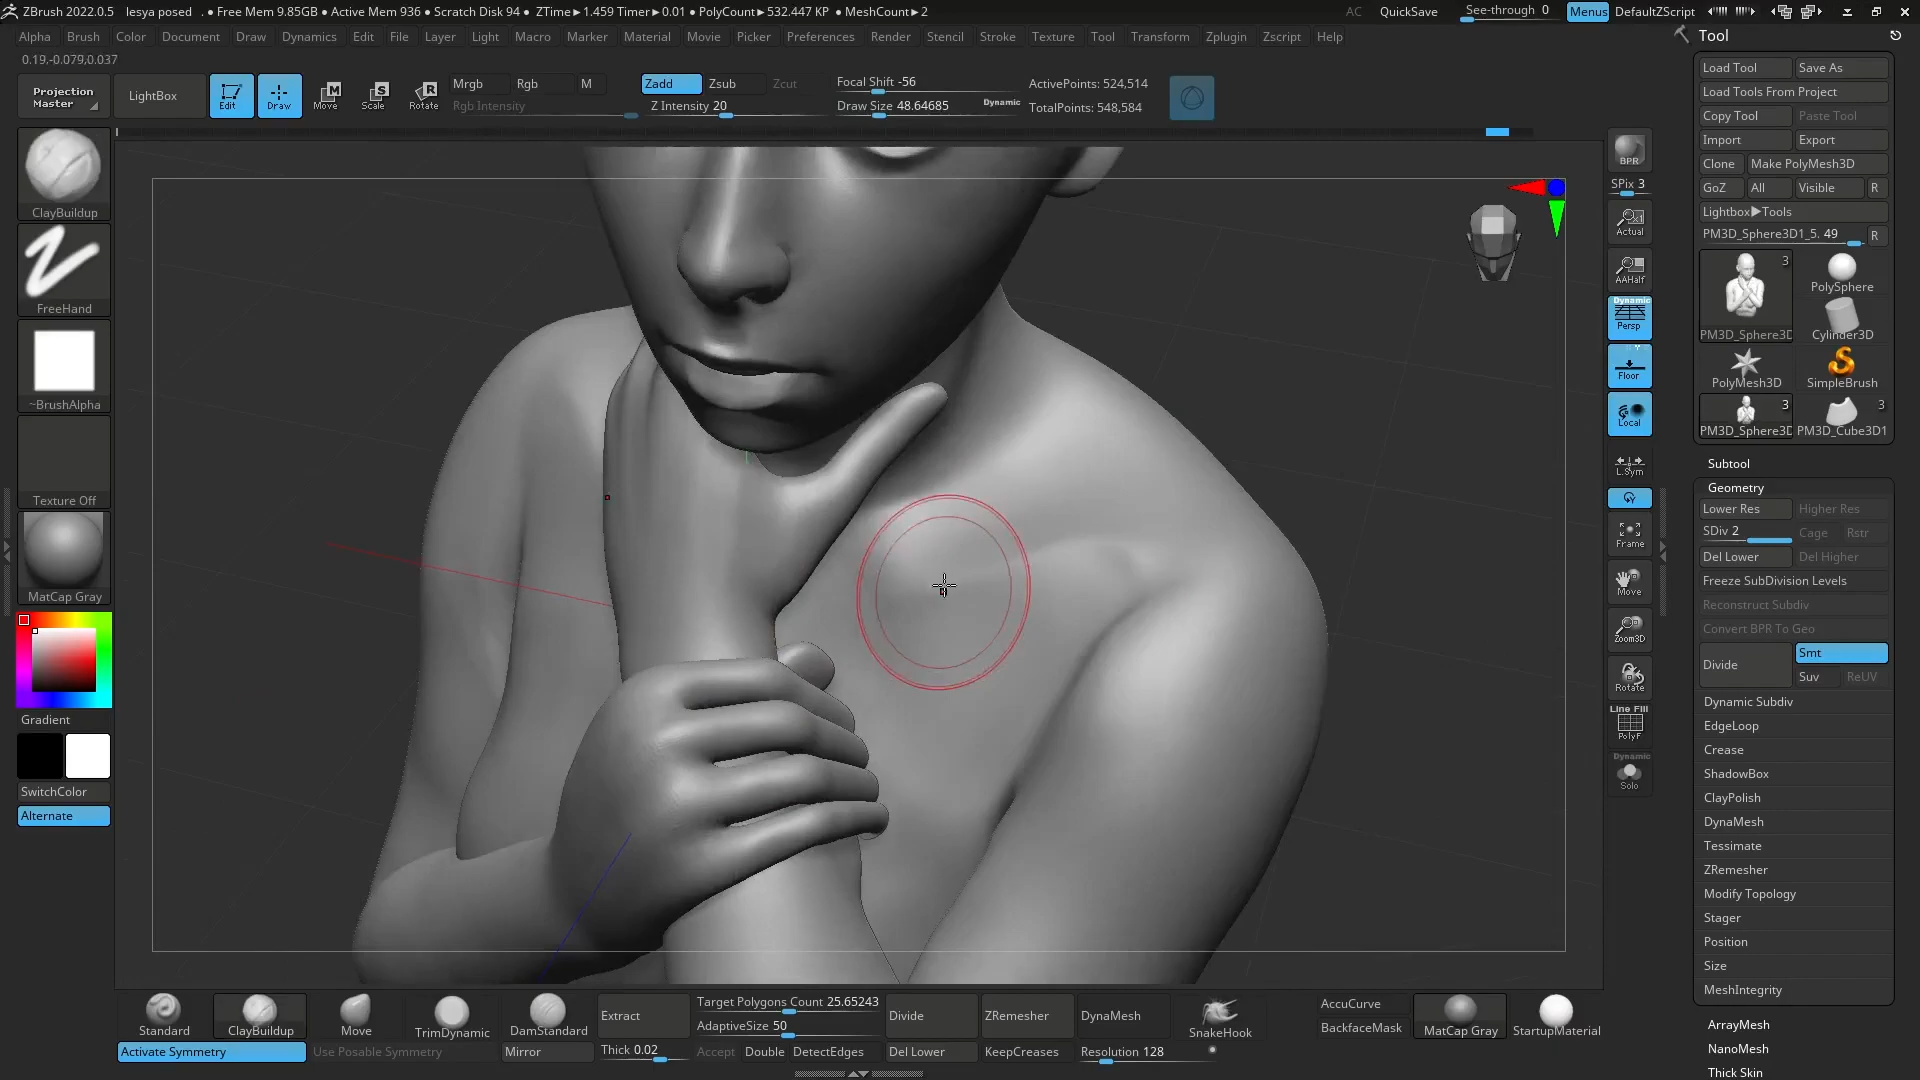 ZBrush 2022.0.5 lesya posed . • Free Mem 9.85GB • Active Mem 936 • Scratch Disk 94 • ZTime►1.459 Timer►0.01 • PolyCount►532.447 KP • MeshCount►2 AC QuickSave See-through 0 Menus DefaultZScript
Alpha Brush Color Document Draw Dynamics Edit File Layer Light Macro Marker Material Movie Picker Preferences Render Stencil Stroke Texture Tool Transform Zplugin Zscript Help
0.19,-0.079,0.037
Projection Master
LightBox
Edit
Draw
Move
Scale
Rotate
Mrgb Rgb M
Rgb Intensity
Zadd Zsub Zcut
Z Intensity 20
Focal Shift -56
Draw Size 48.64685 Dynamic
ActivePoints: 524,514
TotalPoints: 548,584
ClayBuildup
FreeHand
~BrushAlpha
Texture Off
MatCap Gray
Gradient
SwitchColor
Alternate
BPR
SPix 3
Actual
AAHalf
Dynamic
Persp
Floor
Local
L.Sym
Frame
Move
Zoom3D
Rotate
Line Fill
PolyF
Dynamic
Solo
Tool
Load Tool Save As
Load Tools From Project
Copy Tool Paste Tool
Import Export
Clone Make PolyMesh3D
GoZ All Visible R
Lightbox►Tools
PM3D_Sphere3D1_5. 49 R
3
PM3D_Sphere3D
PolySphere
Cylinder3D
PolyMesh3D
SimpleBrush
3
PM3D_Sphere3D
3
PM3D_Cube3D1
Subtool
Geometry
Lower Res Higher Res
SDiv 2 Cage Rstr
Del Lower Del Higher
Freeze SubDivision Levels
Reconstruct Subdiv
Convert BPR To Geo
Divide Smt
Suv ReUV
Dynamic Subdiv
EdgeLoop
Crease
ShadowBox
ClayPolish
DynaMesh
Tessimate
ZRemesher
Modify Topology
Stager
Position
Size
MeshIntegrity
ArrayMesh
NanoMesh
Thick Skin
Standard
ClayBuildup
Move
TrimDynamic
DamStandard
Extract
Target Polygons Count 25.65243
AdaptiveSize 50
Divide
ZRemesher
DynaMesh
SnakeHook
AccuCurve
BackfaceMask
MatCap Gray
StartupMaterial
Activate Symmetry Use Posable Symmetry Mirror Thick 0.02 Accept Double DetectEdges Del Lower KeepCreases Resolution 128